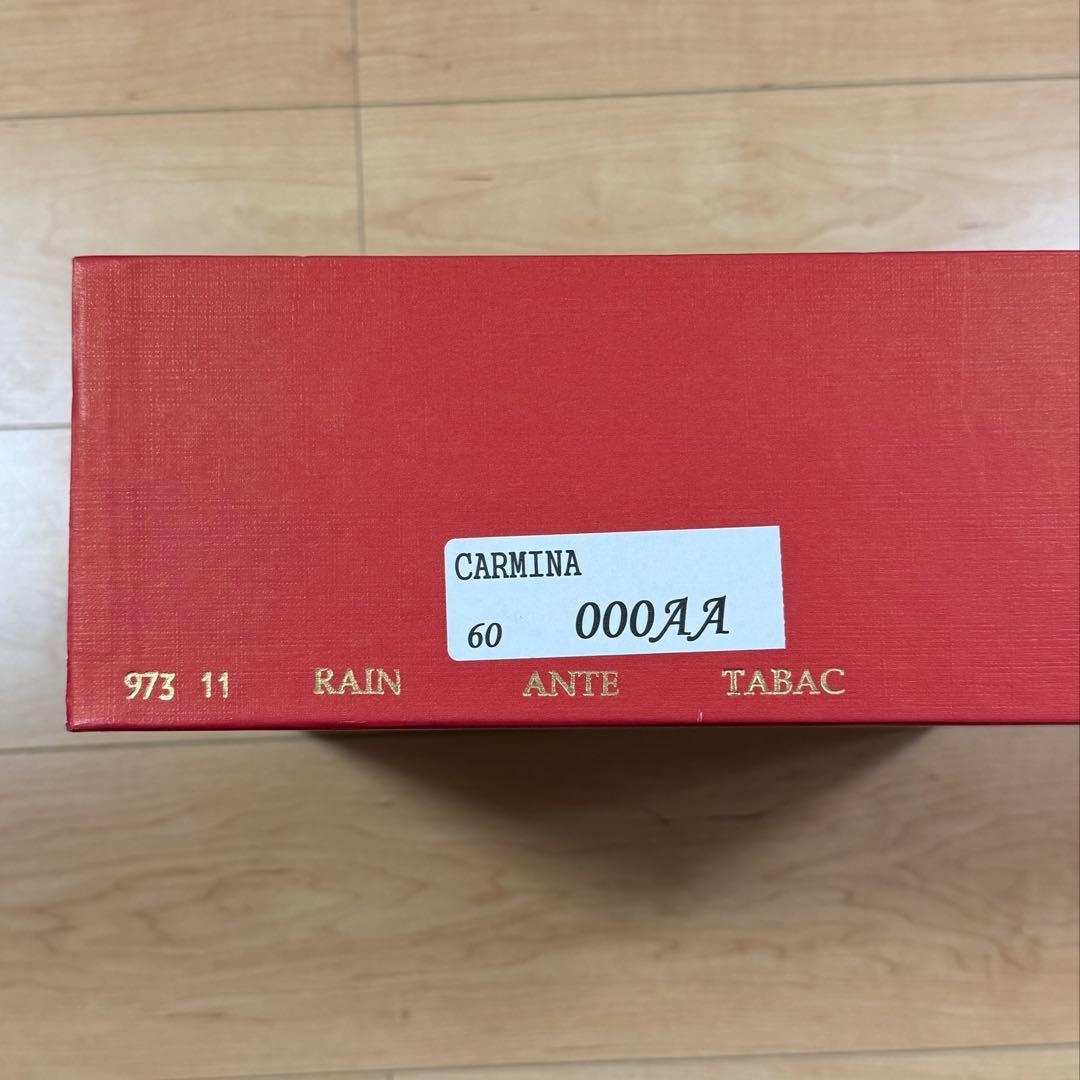 CARMINA
60 000AA
973 11 RAIN ANTE TABAC